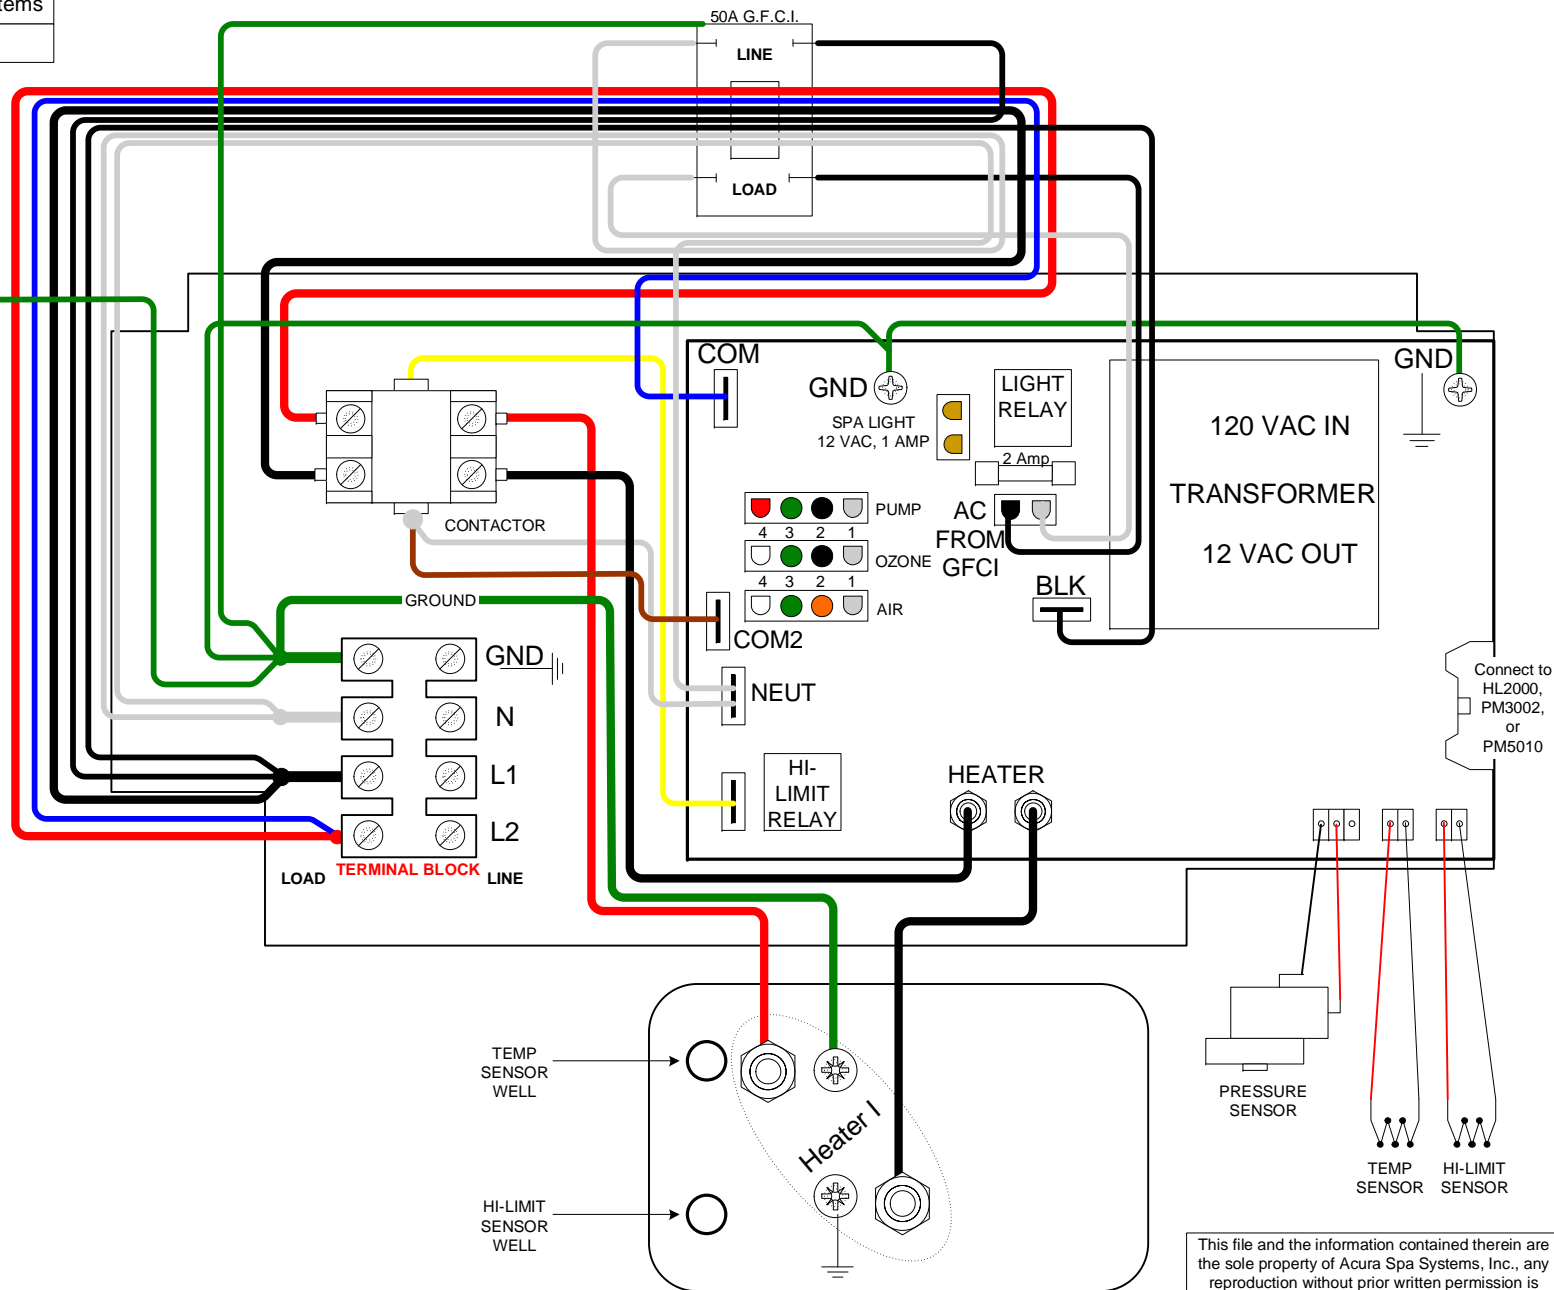 tems
50A G.F.C.I.
LINE
LOAD
COM
GND
SPA LIGHT
12 VAC, 1 AMP
LIGHT
RELAY
2 Amp
120 VAC IN
TRANSFORMER
12 VAC OUT
GND
PUMP
4 3 2 1
OZONE
4 3 2 1
AIR
AC
FROM
GFCI
BLK
CONTACTOR
GROUND
COM2
NEUT
GND
N
L1
L2
LOAD
TERMINAL BLOCK
LINE
HI-
LIMIT
RELAY
HEATER
Connect to
HL2000,
PM3002,
or
PM5010
TEMP
SENSOR
WELL
HI-LIMIT
SENSOR
WELL
Heater I
PRESSURE
SENSOR
TEMP
SENSOR
HI-LIMIT
SENSOR
This file and the information contained therein are
the sole property of Acura Spa Systems, Inc., any
reproduction without prior written permission is